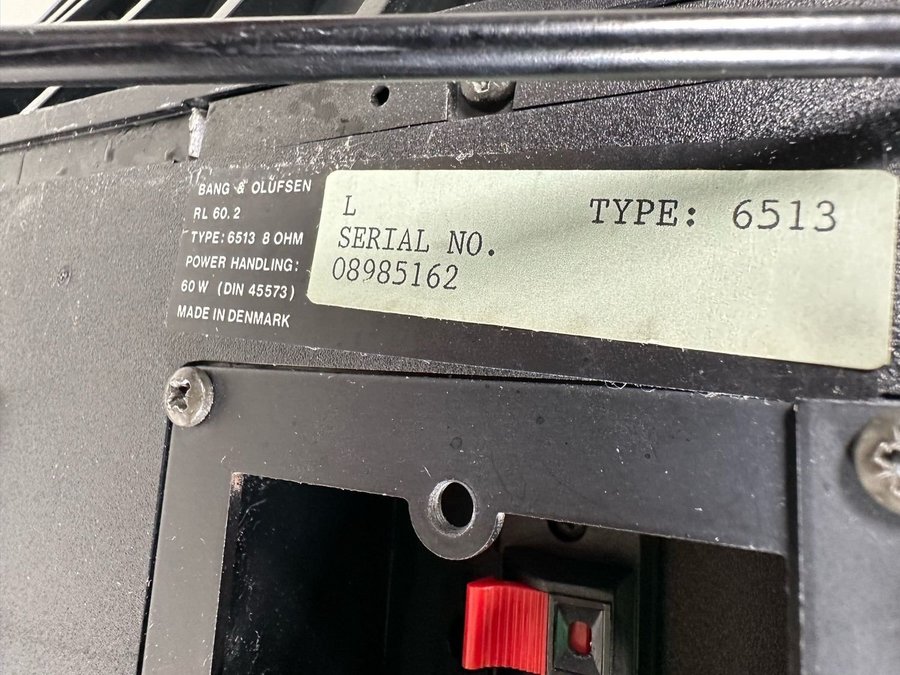 BANG & OLUFSEN
RL 60.2
TYPE: 6513 8 OHM
POWER HANDLING:
60 W (DIN 45573)
MADE IN DENMARK
L TYPE: 6513
SERIAL NO.
08985162